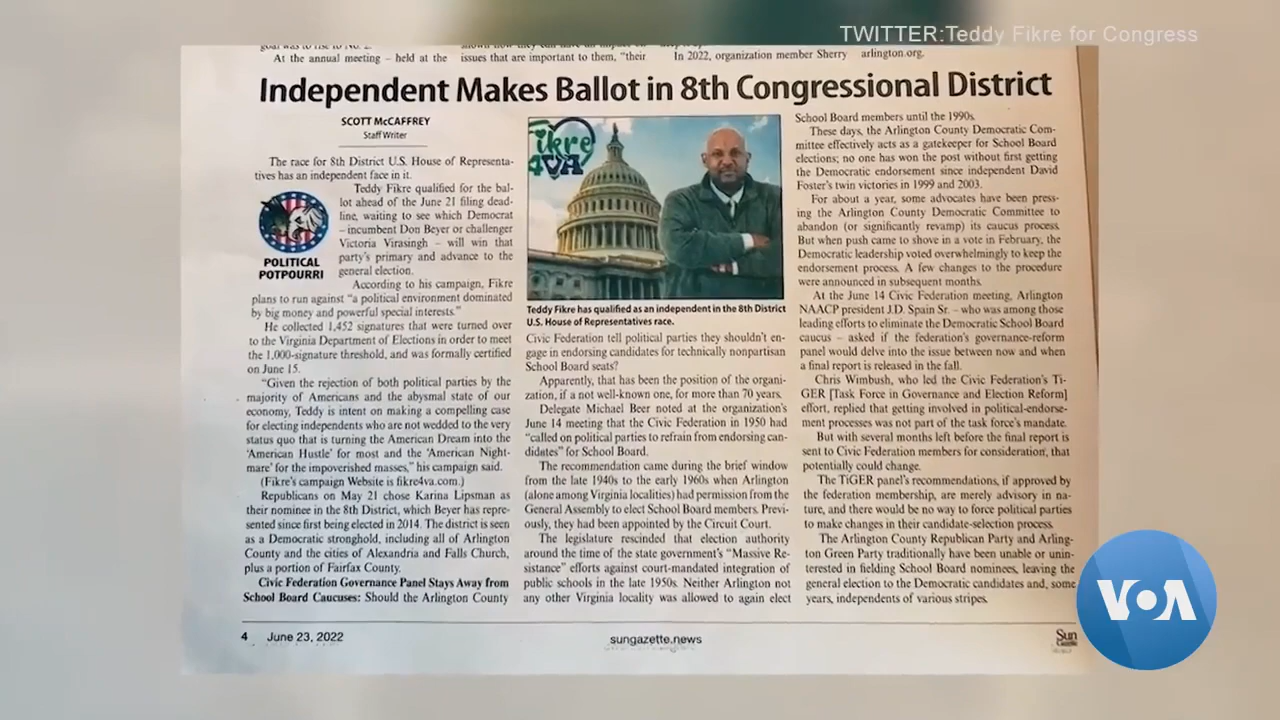 TWITTER:Teddy Fikre for Congress
At the annual meeting – held at the
issues that are important to them, "their
In 2022, organization member Sherry
arlington.org.
Independent Makes Ballot in 8th Congressional District
SCOTT McCAFFREY
Staff Writer
The race for 8th District U.S. House of Representa-
tives has an independent face in it.
POLITICAL
POTPOURRI
Teddy Fikre qualified for the bal-
lot ahead of the June 21 filing dead-
line, waiting to see which Democrat
– incumbent Don Beyer or challenger
Victoria Virasingh – will win that
party's primary and advance to the
general election.
According to his campaign, Fikre
plans to run against "a political environment dominated
by big money and powerful special interests."
He collected 1,452 signatures that were turned over
to the Virginia Department of Elections in order to meet
the 1,000-signature threshold, and was formally certified
on June 15.
"Given the rejection of both political parties by the
majority of Americans and the abysmal state of our
economy, Teddy is intent on making a compelling case
for electing independents who are not wedded to the very
status quo that is turning the American Dream into the
'American Hustle' for most and the 'American Night-
mare' for the impoverished masses," his campaign said.
(Fikre's campaign Website is fikre4va.com.)
Republicans on May 21 chose Karina Lipsman as
their nominee in the 8th District, which Beyer has repre-
sented since first being elected in 2014. The district is seen
as a Democratic stronghold, including all of Arlington
County and the cities of Alexandria and Falls Church,
plus a portion of Fairfax County.
Civic Federation Governance Panel Stays Away from
School Board Caucuses: Should the Arlington County
Fikre
4VA
Teddy Fikre has qualified as an independent in the 8th District
U.S. House of Representatives race.
Civic Federation tell political parties they shouldn't en-
gage in endorsing candidates for technically nonpartisan
School Board seats?
Apparently, that has been the position of the organi-
zation, if a not well-known one, for more than 70 years.
Delegate Michael Beer noted at the organization's
June 14 meeting that the Civic Federation in 1950 had
"called on political parties to refrain from endorsing can-
didates" for School Board.
The recommendation came during the brief window
from the late 1940s to the early 1960s when Arlington
(alone among Virginia localities) had permission from the
General Assembly to elect School Board members. Previ-
ously, they had been appointed by the Circuit Court.
The legislature rescinded that election authority
around the time of the state government's "Massive Re-
sistance" efforts against court-mandated integration of
public schools in the late 1950s. Neither Arlington not
any other Virginia locality was allowed to again elect
School Board members until the 1990s.
These days, the Arlington County Democratic Com-
mittee effectively acts as a gatekeeper for School Board
elections; no one has won the post without first getting
the Democratic endorsement since independent David
Foster's twin victories in 1999 and 2003.
For about a year, some advocates have been press-
ing the Arlington County Democratic Committee to
abandon (or significantly revamp) its caucus process.
But when push came to shove in a vote in February, the
Democratic leadership voted overwhelmingly to keep the
endorsement process. A few changes to the procedure
were announced in subsequent months.
At the June 14 Civic Federation meeting, Arlington
NAACP president J.D. Spain Sr. – who was among those
leading efforts to eliminate the Democratic School Board
caucus – asked if the federation's governance-reform
panel would delve into the issue between now and when
a final report is released in the fall.
Chris Wimbush, who led the Civic Federation's Ti-
GER [Task Force in Governance and Election Reform]
effort, replied that getting involved in political-endorse-
ment processes was not part of the task force's mandate.
But with several months left before the final report is
sent to Civic Federation members for consideration, that
potentially could change.
The TiGER panel's recommendations, if approved by
the federation membership, are merely advisory in na-
ture, and there would be no way to force political parties
to make changes in their candidate-selection process.
The Arlington County Republican Party and Arling-
ton Green Party traditionally have been unable or unin-
terested in fielding School Board nominees, leaving the
general election to the Democratic candidates and, some
years, independents of various stripes.
4 June 23, 2022
sungazette.news
Sun
Gazette
VOA